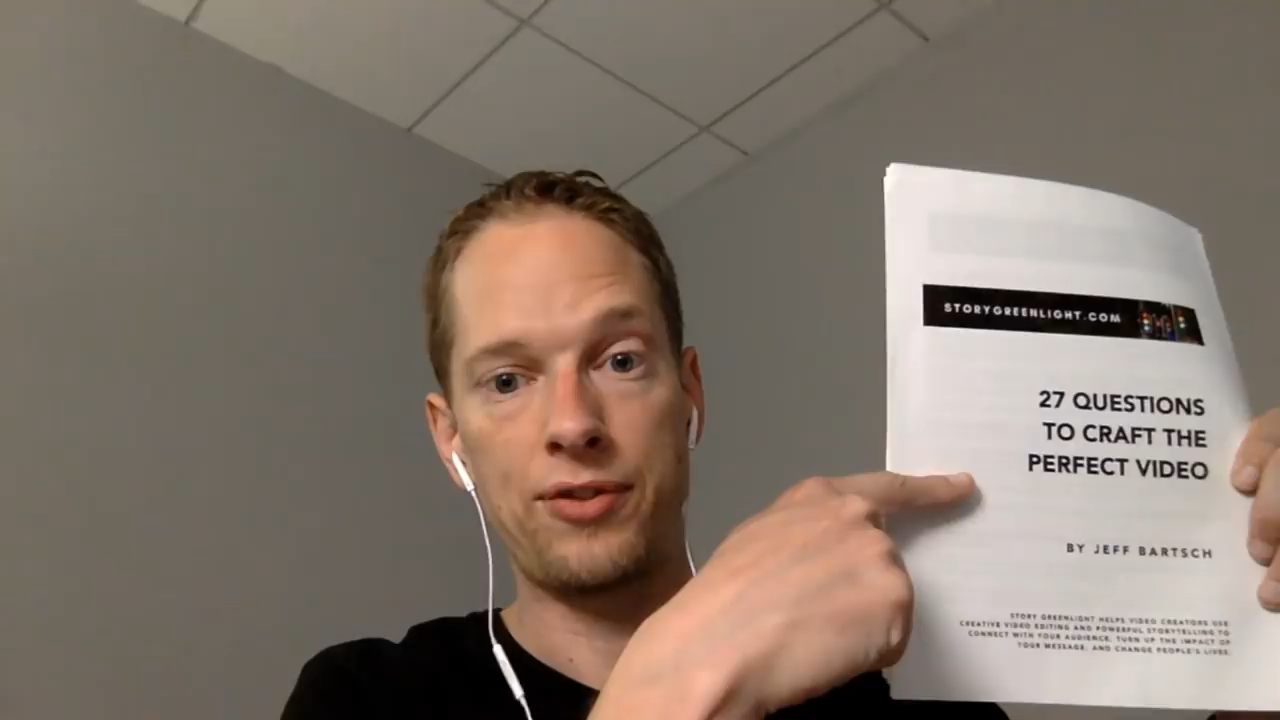 STORYGREENLIGHT.COM
27 QUESTIONS
TO CRAFT THE
PERFECT VIDEO
BY JEFF BARTSCH
STORY GREENLIGHT HELPS VIDEO CREATORS USE
CREATIVE VIDEO EDITING AND POWERFUL STORYTELLING TO
CONNECT WITH YOUR AUDIENCE, TURN UP THE IMPACT OF
YOUR MESSAGE, AND CHANGE PEOPLE'S LIVES.